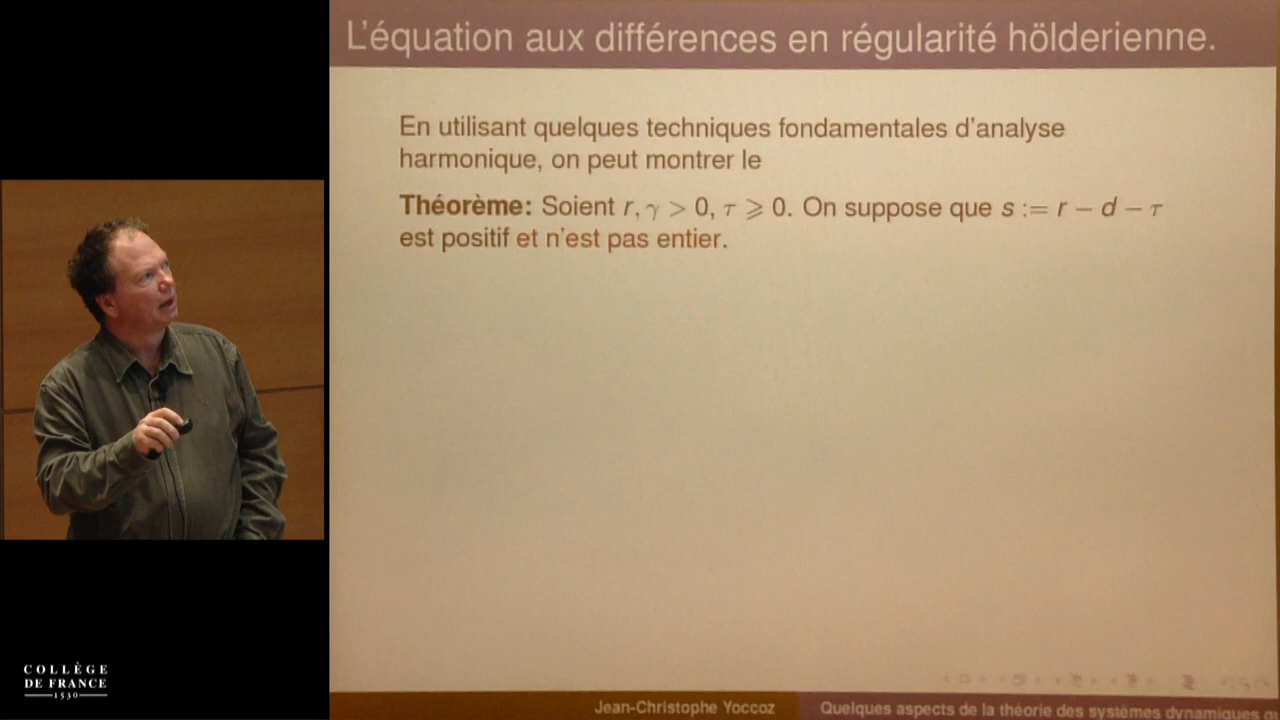 L'équation aux différences en régularité hölderienne.
En utilisant quelques techniques fondamentales d'analyse
harmonique, on peut montrer le
Théorème: Soient r, γ > 0, τ ⩾ 0. On suppose que s := r − d − τ
est positif et n'est pas entier.
COLLÈGE
DE FRANCE
1530
Jean-Christophe Yoccoz
Quelques aspects de la théorie des systèmes dynamiques